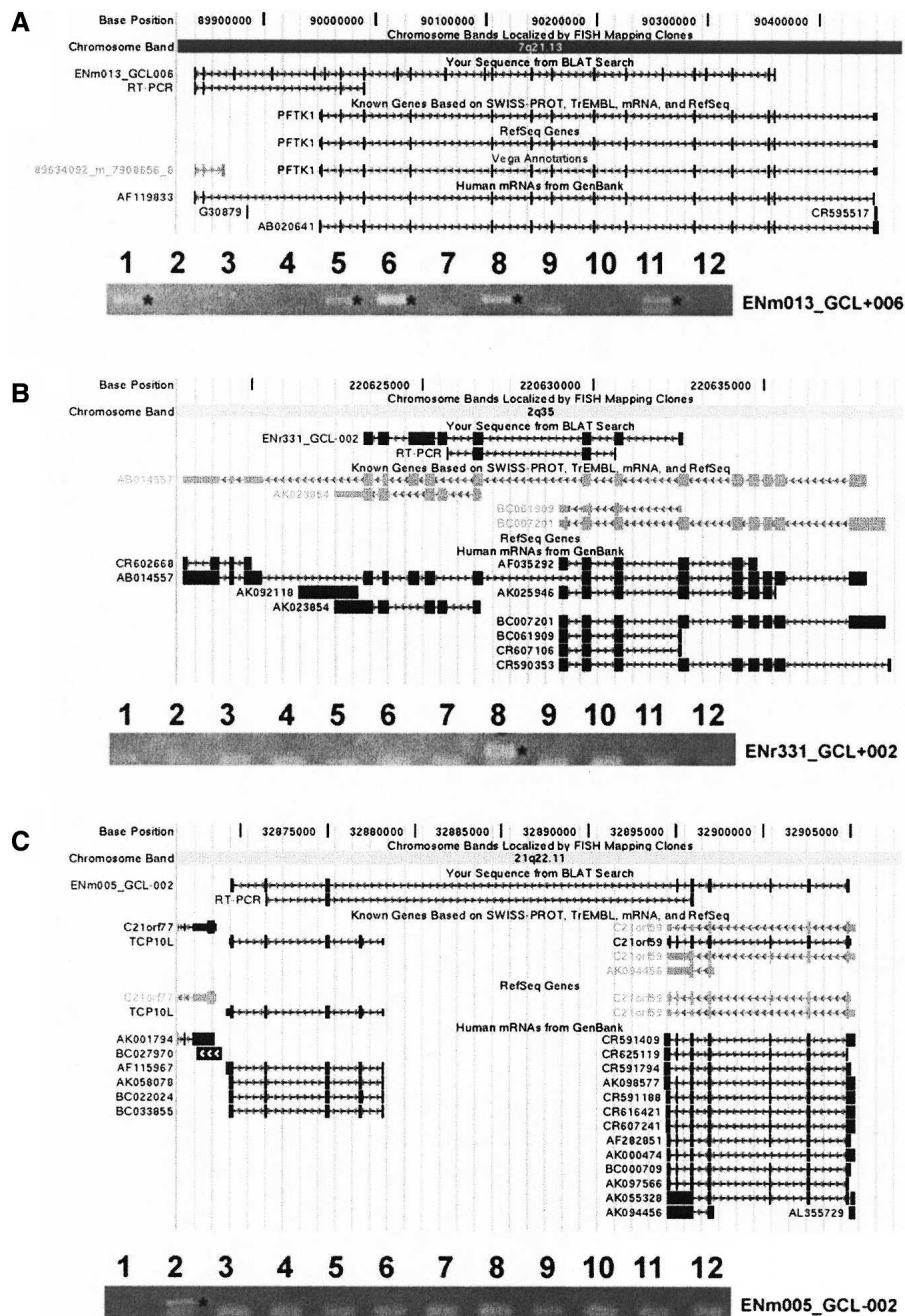 A
Base Position 89900000 90000000 90100000 90200000 90300000 90400000
Chromosome Bands Localized by FISH Mapping Clones
Chromosome Band 7q21.13
Your Sequence from BLAT Search
ENm013_GCL006
RT-PCR
Known Genes Based on SWISS-PROT, TrEMBL, mRNA, and RefSeq
PFTK1
RefSeq Genes
PFTK1
Vega Annotations
PFTK1
Human mRNAs from GenBank
AF119833
G30879 CR595517
AB020641
1 2 3 4 5 6 7 8 9 10 11 12
* * * * *
ENm013_GCL+006
B
Base Position 220625000 220630000 220635000
Chromosome Bands Localized by FISH Mapping Clones
Chromosome Band 2q35
Your Sequence from BLAT Search
ENr331_GCL-002
RT-PCR
Known Genes Based on SWISS-PROT, TrEMBL, mRNA, and RefSeq
AB014557
AK023854
BC061909
BC007201
RefSeq Genes
Human mRNAs from GenBank
CR602668 AF035292
AB014557
AK092118 AK025946
AK023854
BC007201
BC061909
CR607106
CR590353
1 2 3 4 5 6 7 8 9 10 11 12
*
ENr331_GCL+002
C
Base Position 32875000 32880000 32885000 32890000 32895000 32900000 32905000
Chromosome Bands Localized by FISH Mapping Clones
Chromosome Band 21q22.11
Your Sequence from BLAT Search
ENm005_GCL-002
RT-PCR
Known Genes Based on SWISS-PROT, TrEMBL, mRNA, and RefSeq
C21orf77 C21orf59
TCP10L C21orf59
C21orf59
AK094456
RefSeq Genes
C21orf77 C21orf59
TCP10L C21orf59
Human mRNAs from GenBank
AK001794 CR591409
BC027970 CR625119
AF115967 CR591794
AK058078 AK098577
BC022024 CR591188
BC033855 CR616421
CR607241
AF282851
AK000474
BC000709
AK097566
AK055328
AK094456 AL355729
1 2 3 4 5 6 7 8 9 10 11 12
*
ENm005_GCL-002